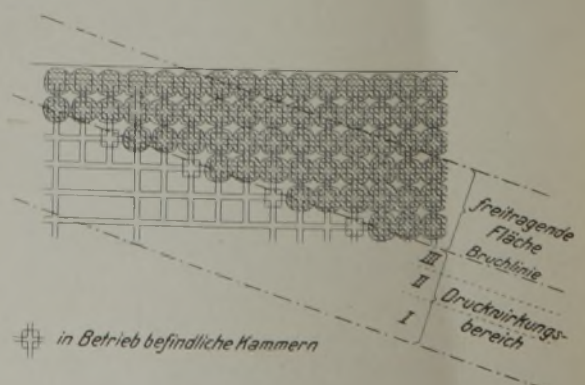 freitragende
Fläche
Bruchlinie
III
II
I
Druckwirkungs-
bereich
in Betrieb befindliche Kammern